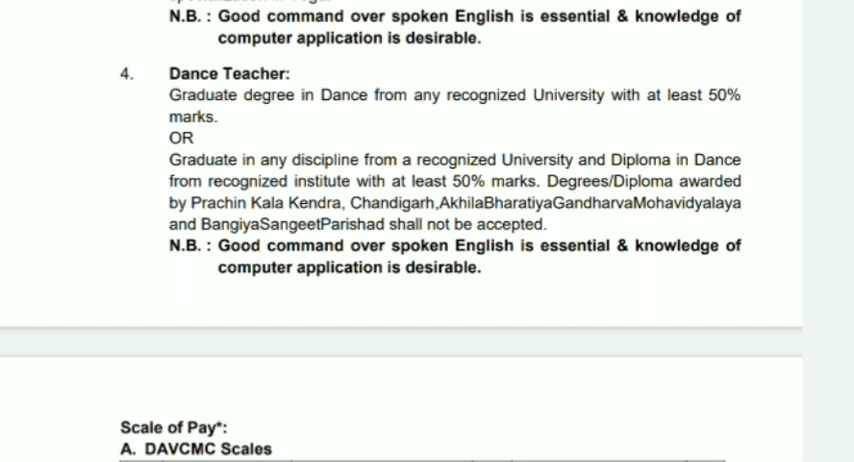 N.B. : Good command over spoken English is essential & knowledge of
computer application is desirable.
4. Dance Teacher:
Graduate degree in Dance from any recognized University with at least 50%
marks.
OR
Graduate in any discipline from a recognized University and Diploma in Dance
from recognized institute with at least 50% marks. Degrees/Diploma awarded
by Prachin Kala Kendra, Chandigarh,AkhilaBharatiyaGandharvaMohavidyalaya
and BangiyaSangeetParishad shall not be accepted.
N.B. : Good command over spoken English is essential & knowledge of
computer application is desirable.
Scale of Pay*:
A. DAVCMC Scales